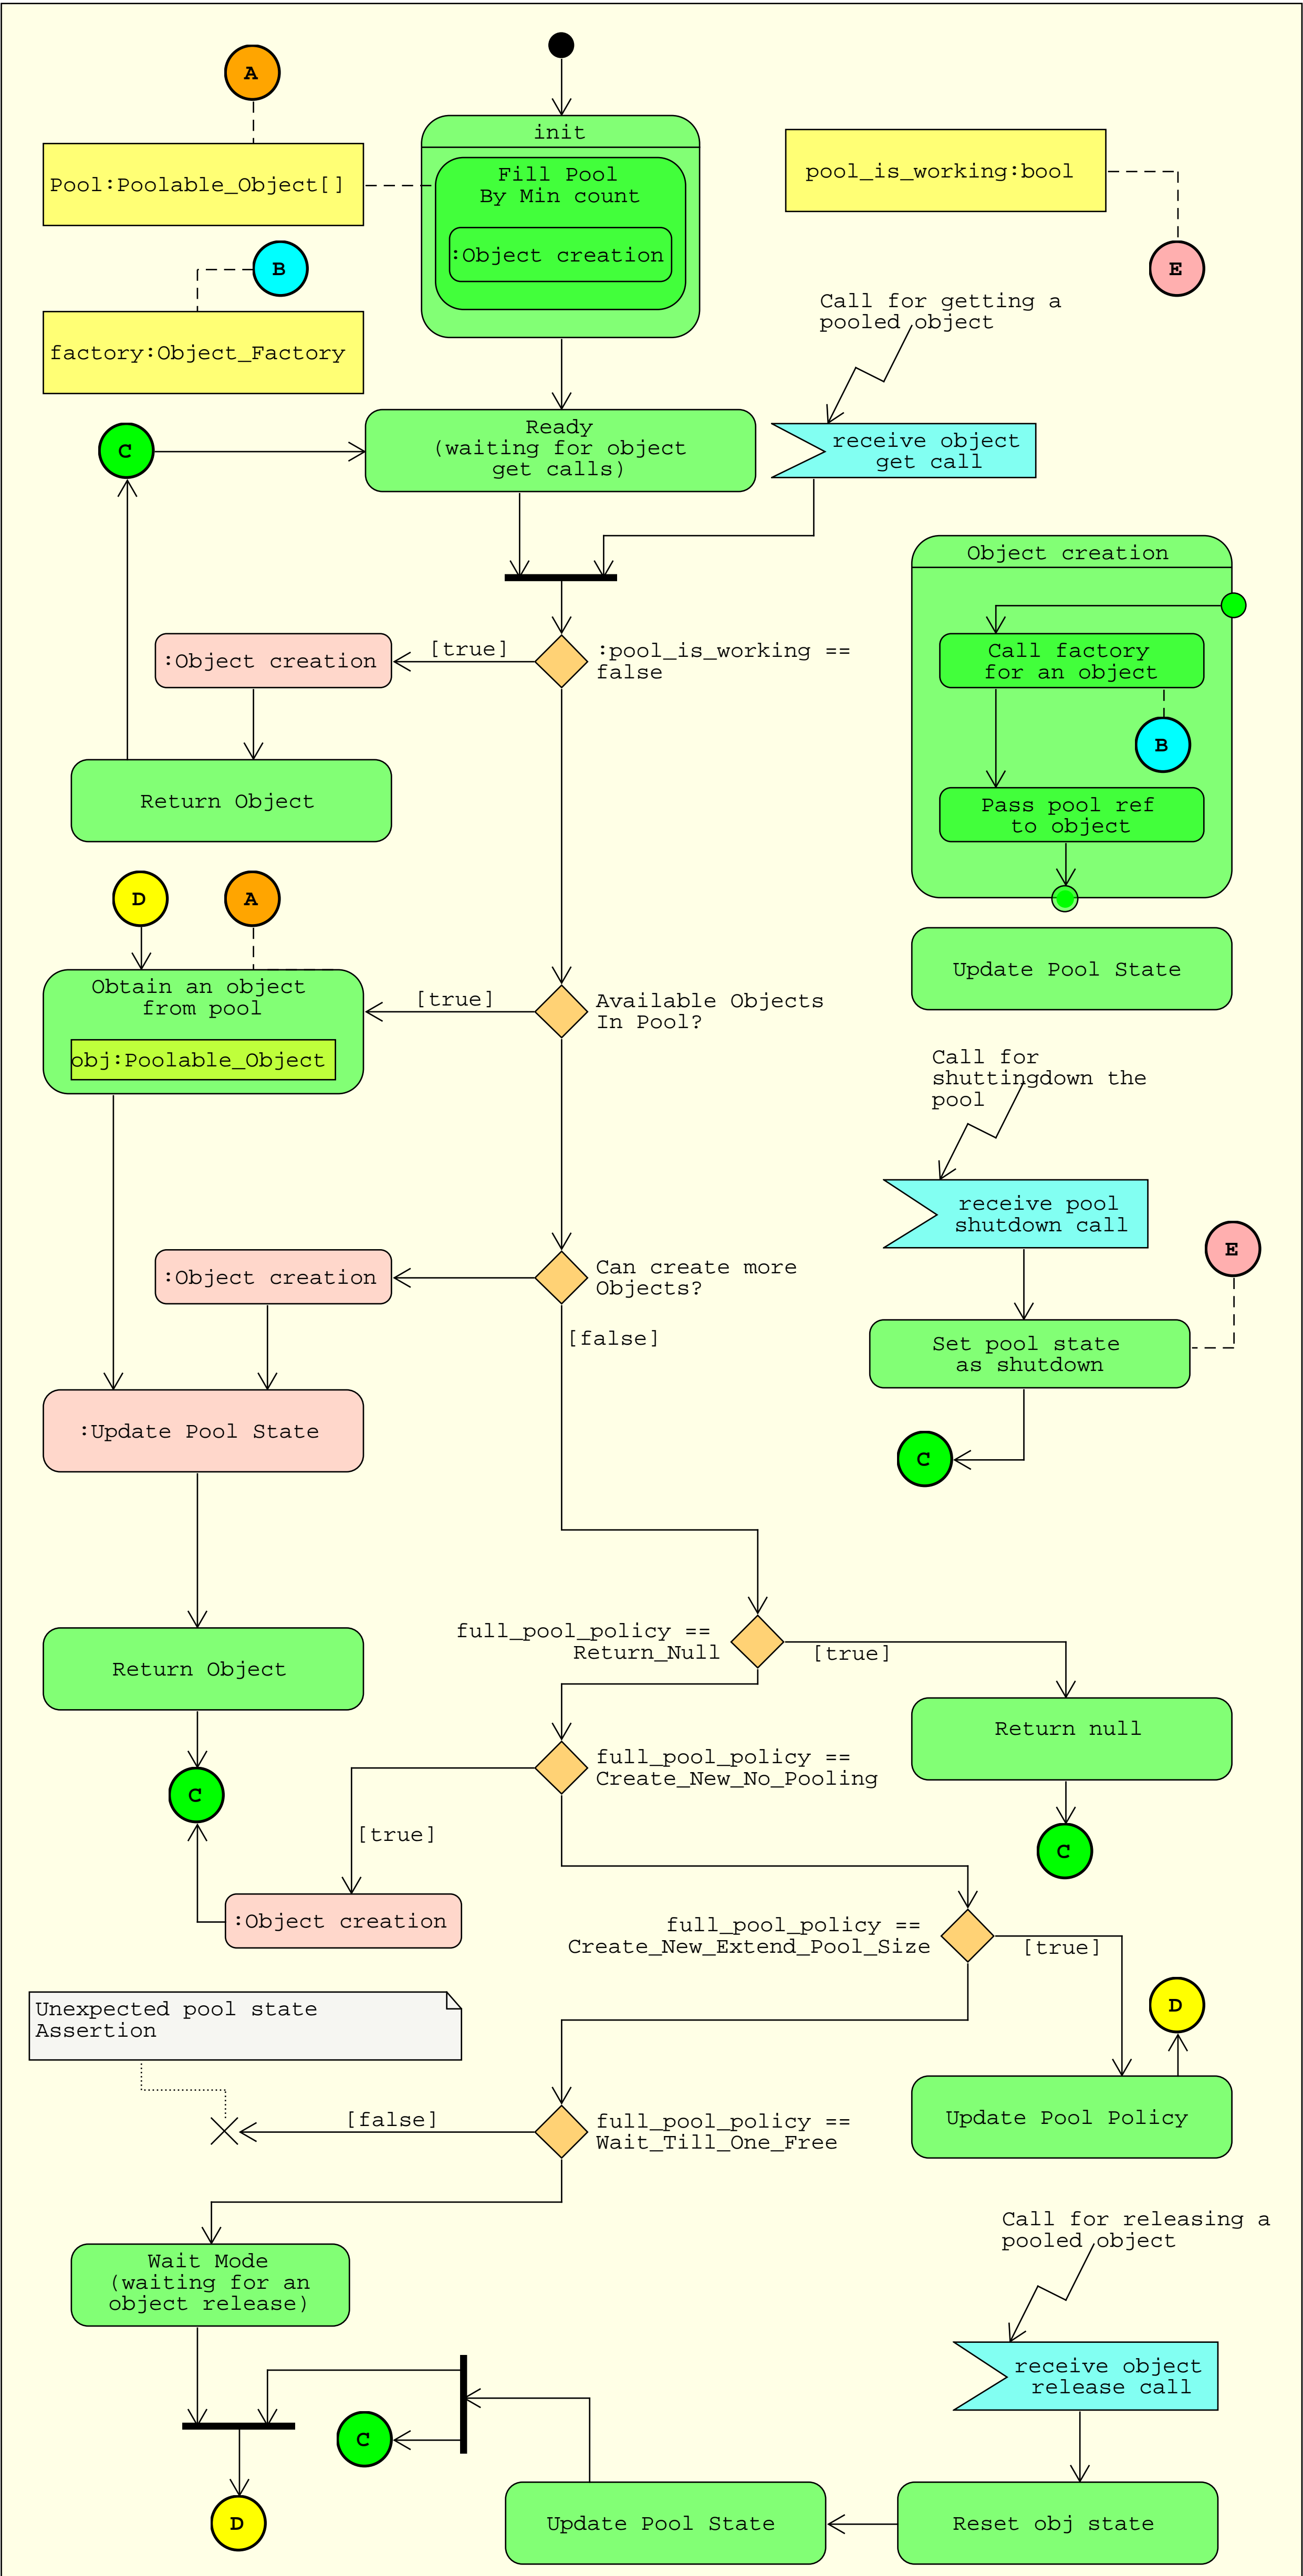 A
init
Fill Pool
By Min count
:Object creation
Pool:Poolable_Object[]
pool_is_working:bool
B
E
factory:Object_Factory
Call for getting a
pooled object
C
Ready
(waiting for object
get calls)
receive object
get call
Object creation
:Object creation
[true]
:pool_is_working ==
false
Call factory
for an object
B
Return Object
Pass pool ref
to object
D
A
Update Pool State
Obtain an object
from pool
obj:Poolable_Object
[true]
Available Objects
In Pool?
Call for
shuttingdown the
pool
receive pool
shutdown call
E
:Object creation
Can create more
Objects?
[false]
Set pool state
as shutdown
:Update Pool State
C
full_pool_policy ==
Return_Null
[true]
Return Object
Return null
full_pool_policy ==
Create_New_No_Pooling
C
[true]
C
:Object creation
full_pool_policy ==
Create_New_Extend_Pool_Size
[true]
Unexpected pool state
Assertion
D
[false]
full_pool_policy ==
Wait_Till_One_Free
Update Pool Policy
Call for releasing a
pooled object
Wait Mode
(waiting for an
object release)
receive object
release call
C
D
Update Pool State
Reset obj state